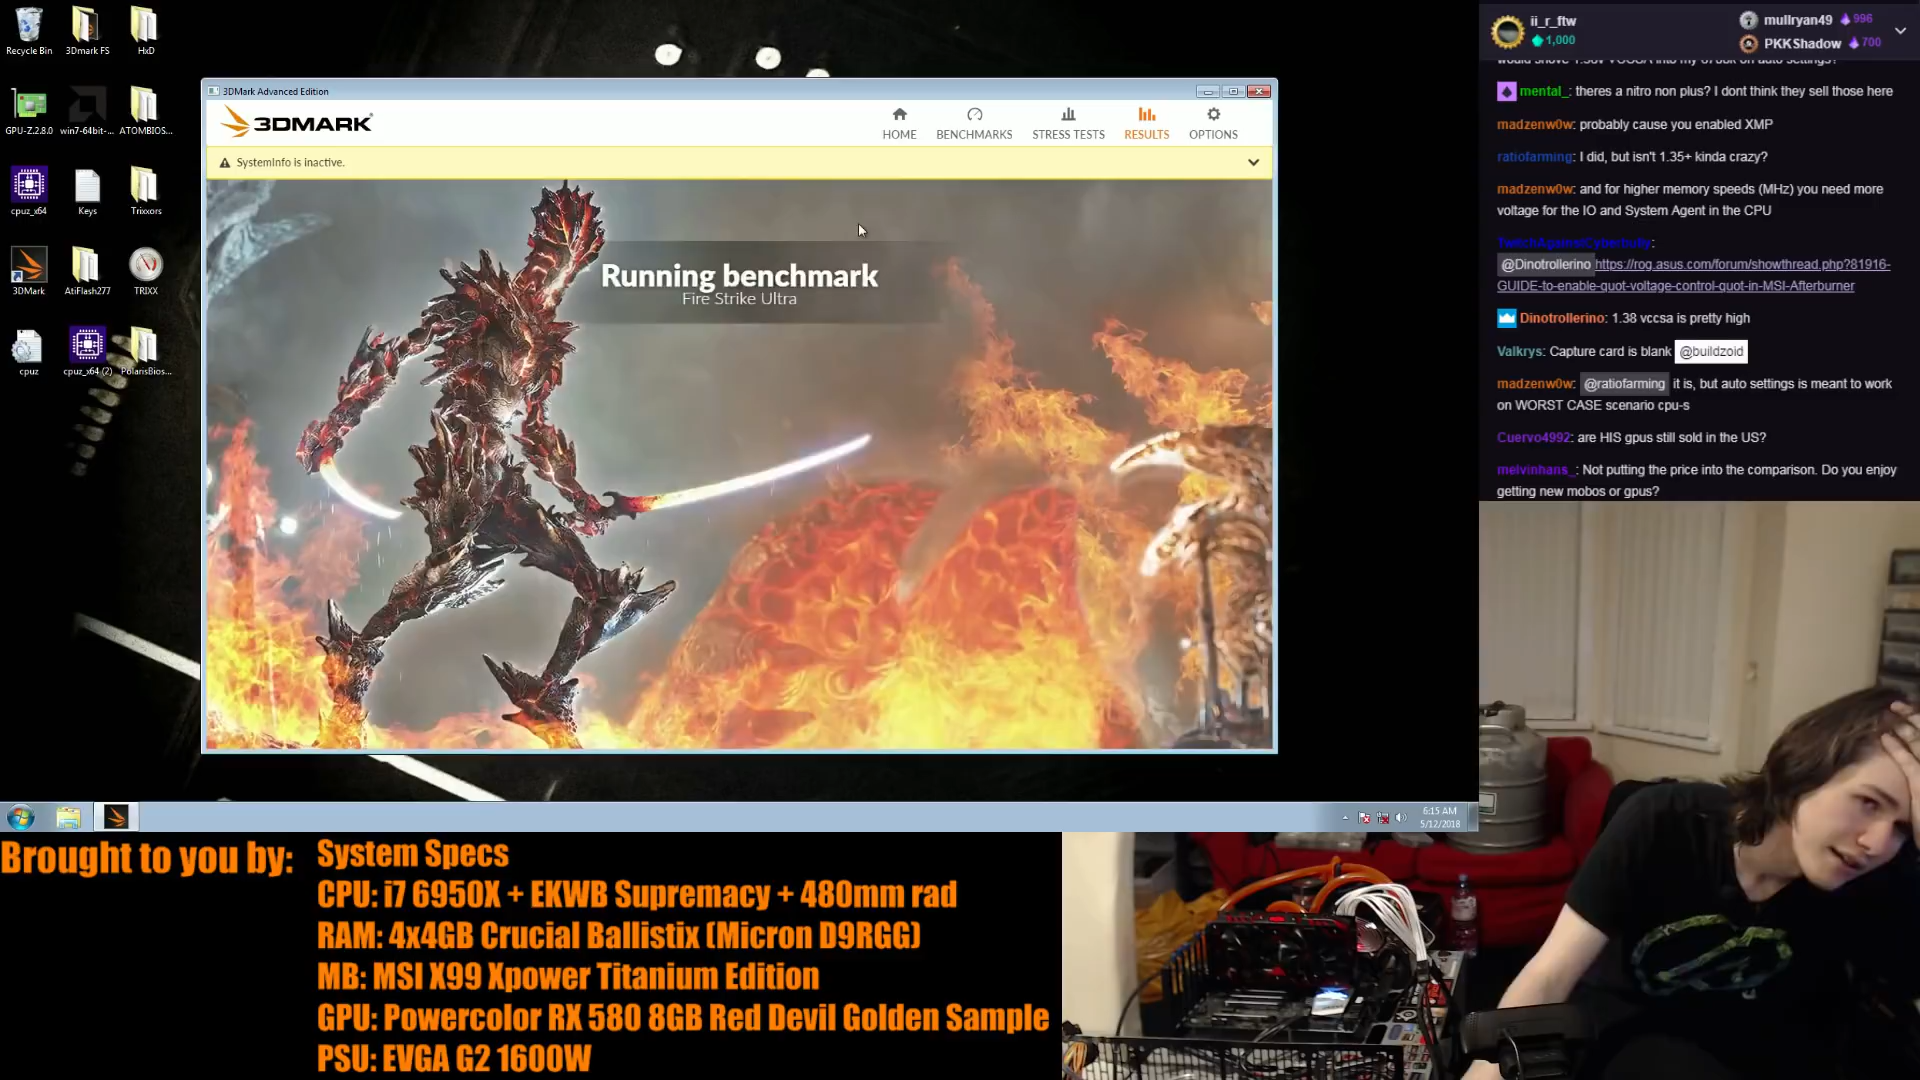 Recycle Bin
3Dmark FS
HxD
GPU-Z.2.8.0
win7-64bit-...
ATOMBIOS...
cpuz_x64
Keys
Trixxors
3DMark
AtiFlash277
TRIXX
cpuz
cpuz_x64 (2)
PolarisBios...
3DMark Advanced Edition
3DMARK
HOME
BENCHMARKS
STRESS TESTS
RESULTS
OPTIONS
SystemInfo is inactive.
Running benchmark
Fire Strike Ultra
6:15 AM
5/12/2018
ii_r_ftw
1,000
mullryan49 996
PKKShadow 700
mental_: theres a nitro non plus? I dont think they sell those here
madzenw0w: probably cause you enabled XMP
ratiofarming: I did, but isn't 1.35+ kinda crazy?
madzenw0w: and for higher memory speeds (MHz) you need more
voltage for the IO and System Agent in the CPU
TwitchAgainstCyberbully:
@Dinotrollerino https://rog.asus.com/forum/showthread.php?81916-
GUIDE-to-enable-quot-voltage-control-quot-in-MSI-Afterburner
Dinotrollerino: 1.38 vccsa is pretty high
Valkrys: Capture card is blank @buildzoid
madzenw0w: @ratiofarming it is, but auto settings is meant to work
on WORST CASE scenario cpu-s
Cuervo4992: are HIS gpus still sold in the US?
melvinhans_: Not putting the price into the comparison. Do you enjoy
getting new mobos or gpus?
Brought to you by:
System Specs
CPU: i7 6950X + EKWB Supremacy + 480mm rad
RAM: 4x4GB Crucial Ballistix (Micron D9RGG)
MB: MSI X99 Xpower Titanium Edition
GPU: Powercolor RX 580 8GB Red Devil Golden Sample
PSU: EVGA G2 1600W